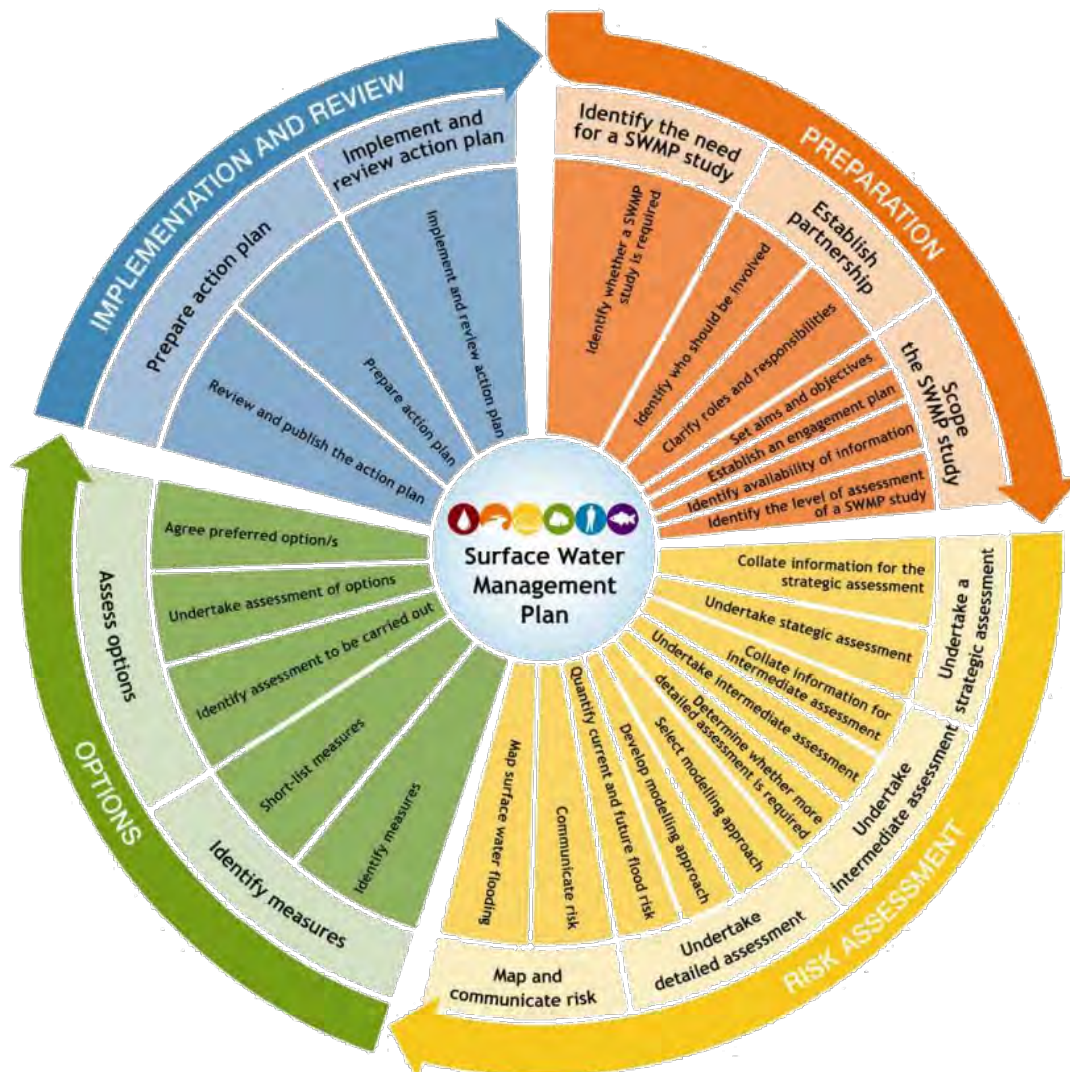 PREPARATION
Identify the need
for a SWMP study
Identify whether a SWMP
study is required
Establish
partnership
Identify who should be involved
Clarify roles and responsibilities
Scope
the SWMP study
Set aims and objectives
Establish an engagement plan
Identify availability of information
Identify the level of assessment
of a SWMP study
RISK ASSESSMENT
Undertake a
strategic assessment
Collate information for the
strategic assessment
Undertake stategic assessment
Undertake
intermediate assessment
Collate information for
intermediate assessment
Undertake intermediate assessment
Determine whether more
detailed assessment is required
Undertake
detailed assessment
Select modelling approach
Develop modelling approach
Quantify current and future flood risk
Map and
communicate risk
Communicate risk
Map surface water flooding
OPTIONS
Identify measures
Identify measures
Short-list measures
Assess options
Identify assessment to be carried out
Undertake assessment of options
Agree preferred option/s
IMPLEMENTATION AND REVIEW
Prepare action plan
Review and publish the action plan
Prepare action plan
Implement and
review action plan
Implement and review action plan
Surface Water
Management
Plan